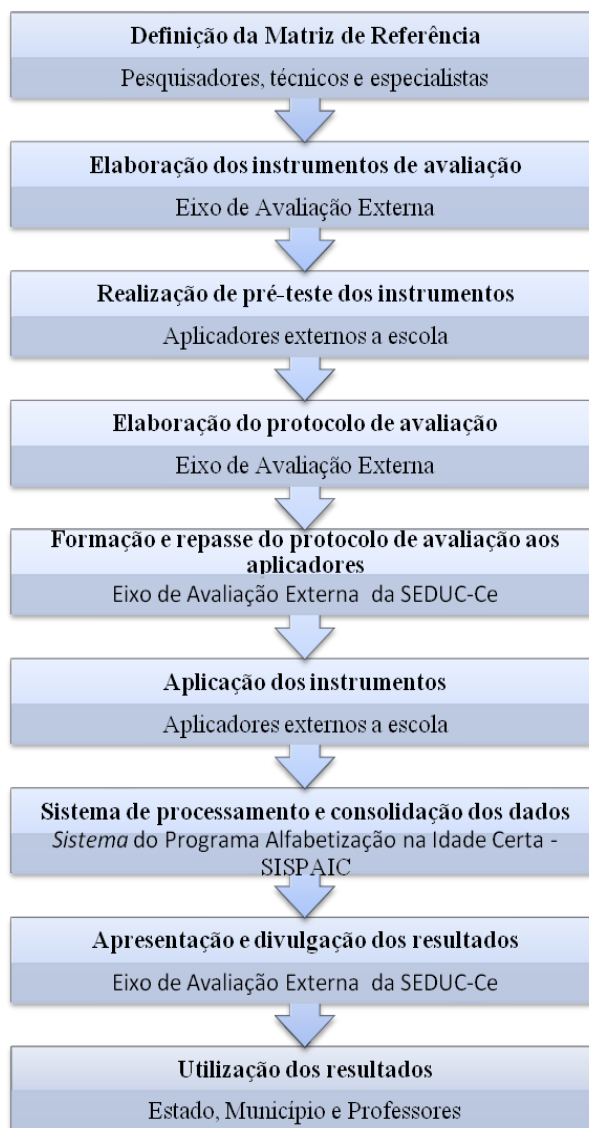 Definição da Matriz de Referência
Pesquisadores, técnicos e especialistas
Elaboração dos instrumentos de avaliação
Eixo de Avaliação Externa
Realização de pré-teste dos instrumentos
Aplicadores externos a escola
Elaboração do protocolo de avaliação
Eixo de Avaliação Externa
Formação e repasse do protocolo de avaliação aos
aplicadores
Eixo de Avaliação Externa da SEDUC-Ce
Aplicação dos instrumentos
Aplicadores externos a escola
Sistema de processamento e consolidação dos dados
Sistema do Programa Alfabetização na Idade Certa -
SISPAIC
Apresentação e divulgação dos resultados
Eixo de Avaliação Externa da SEDUC-Ce
Utilização dos resultados
Estado, Município e Professores